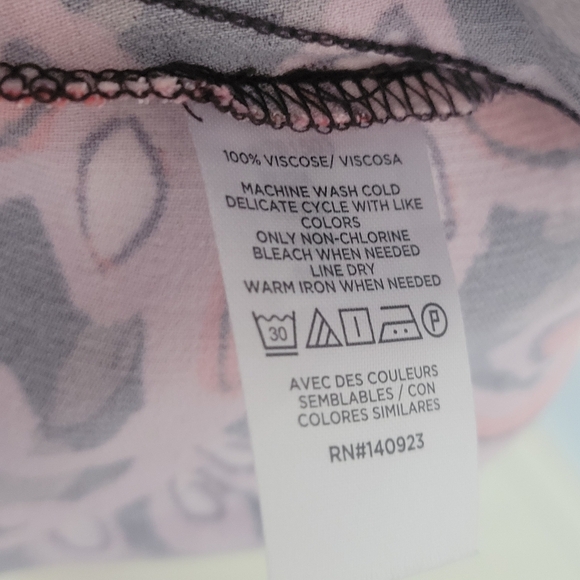 100% VISCOSE/ VISCOSA
MACHINE WASH COLD
DELICATE CYCLE WITH LIKE
COLORS
ONLY NON-CHLORINE
BLEACH WHEN NEEDED
LINE DRY
WARM IRON WHEN NEEDED
30 P
AVEC DES COULEURS
SEMBLABLES / CON
COLORES SIMILARES
RN#140923